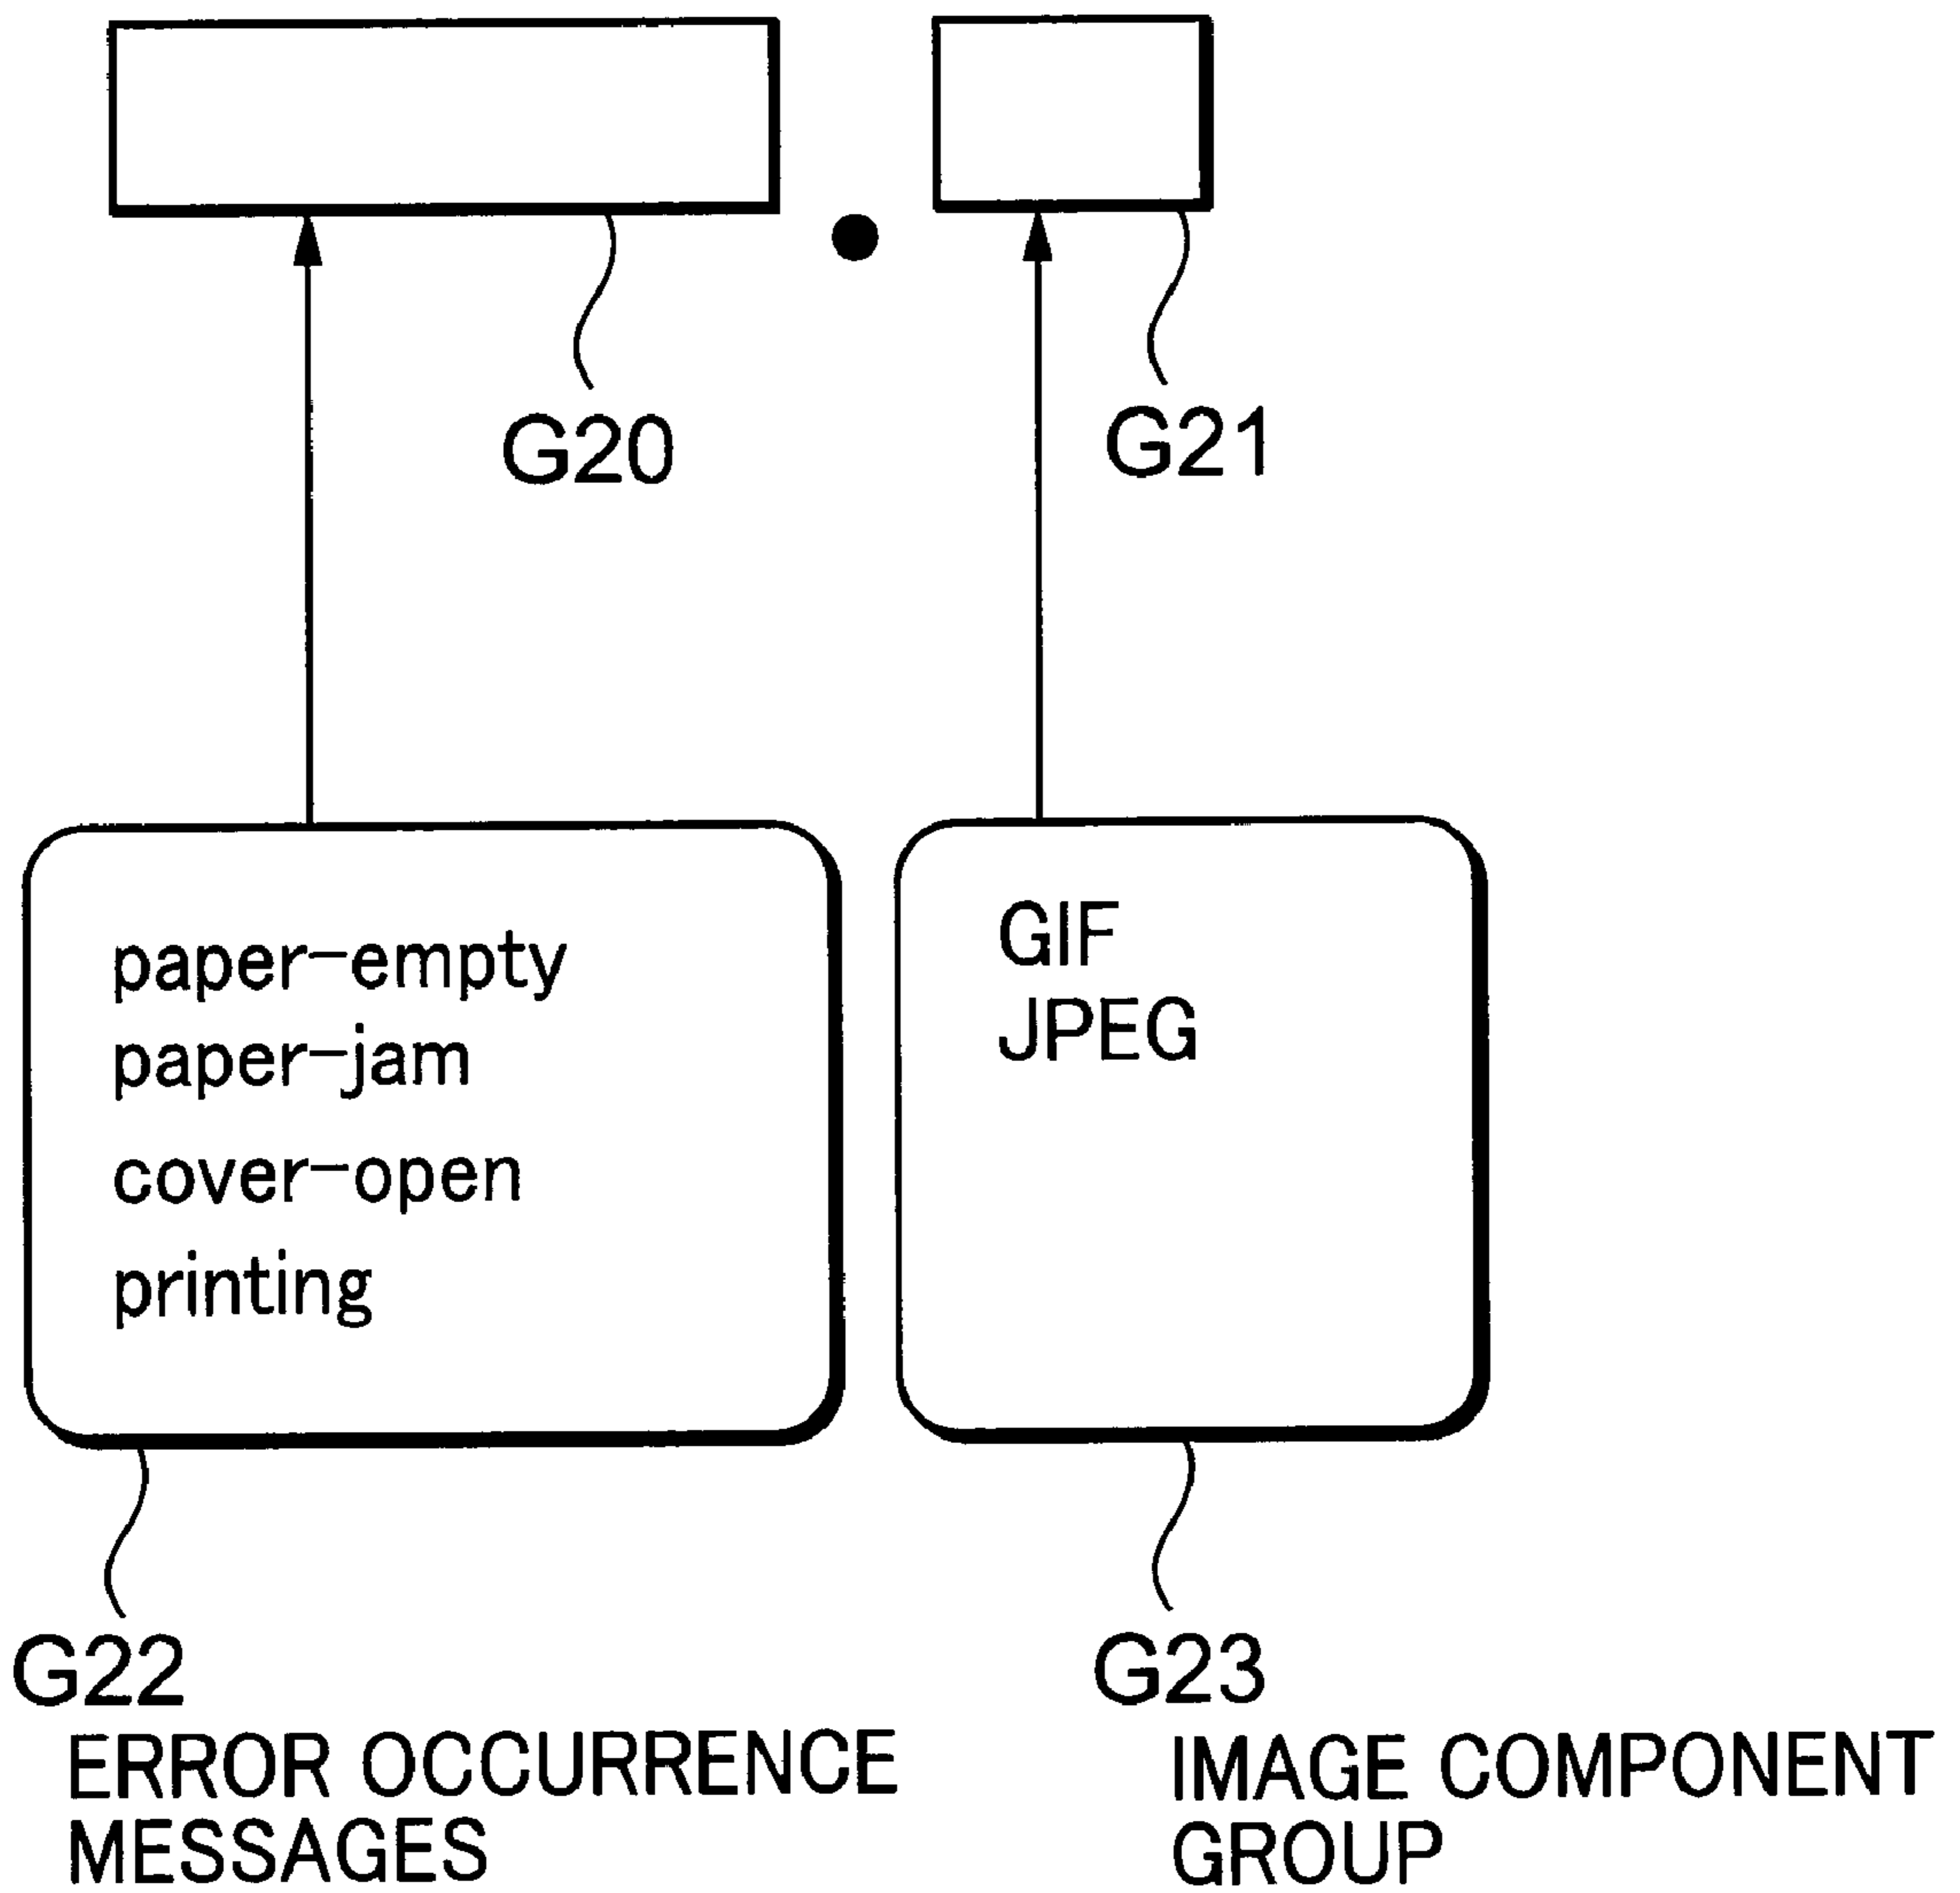 G20
G21
paper-empty
paper-jam
cover-open
printing
GIF
JPEG
G22
ERROR OCCURRENCE
MESSAGES
G23
IMAGE COMPONENT
GROUP